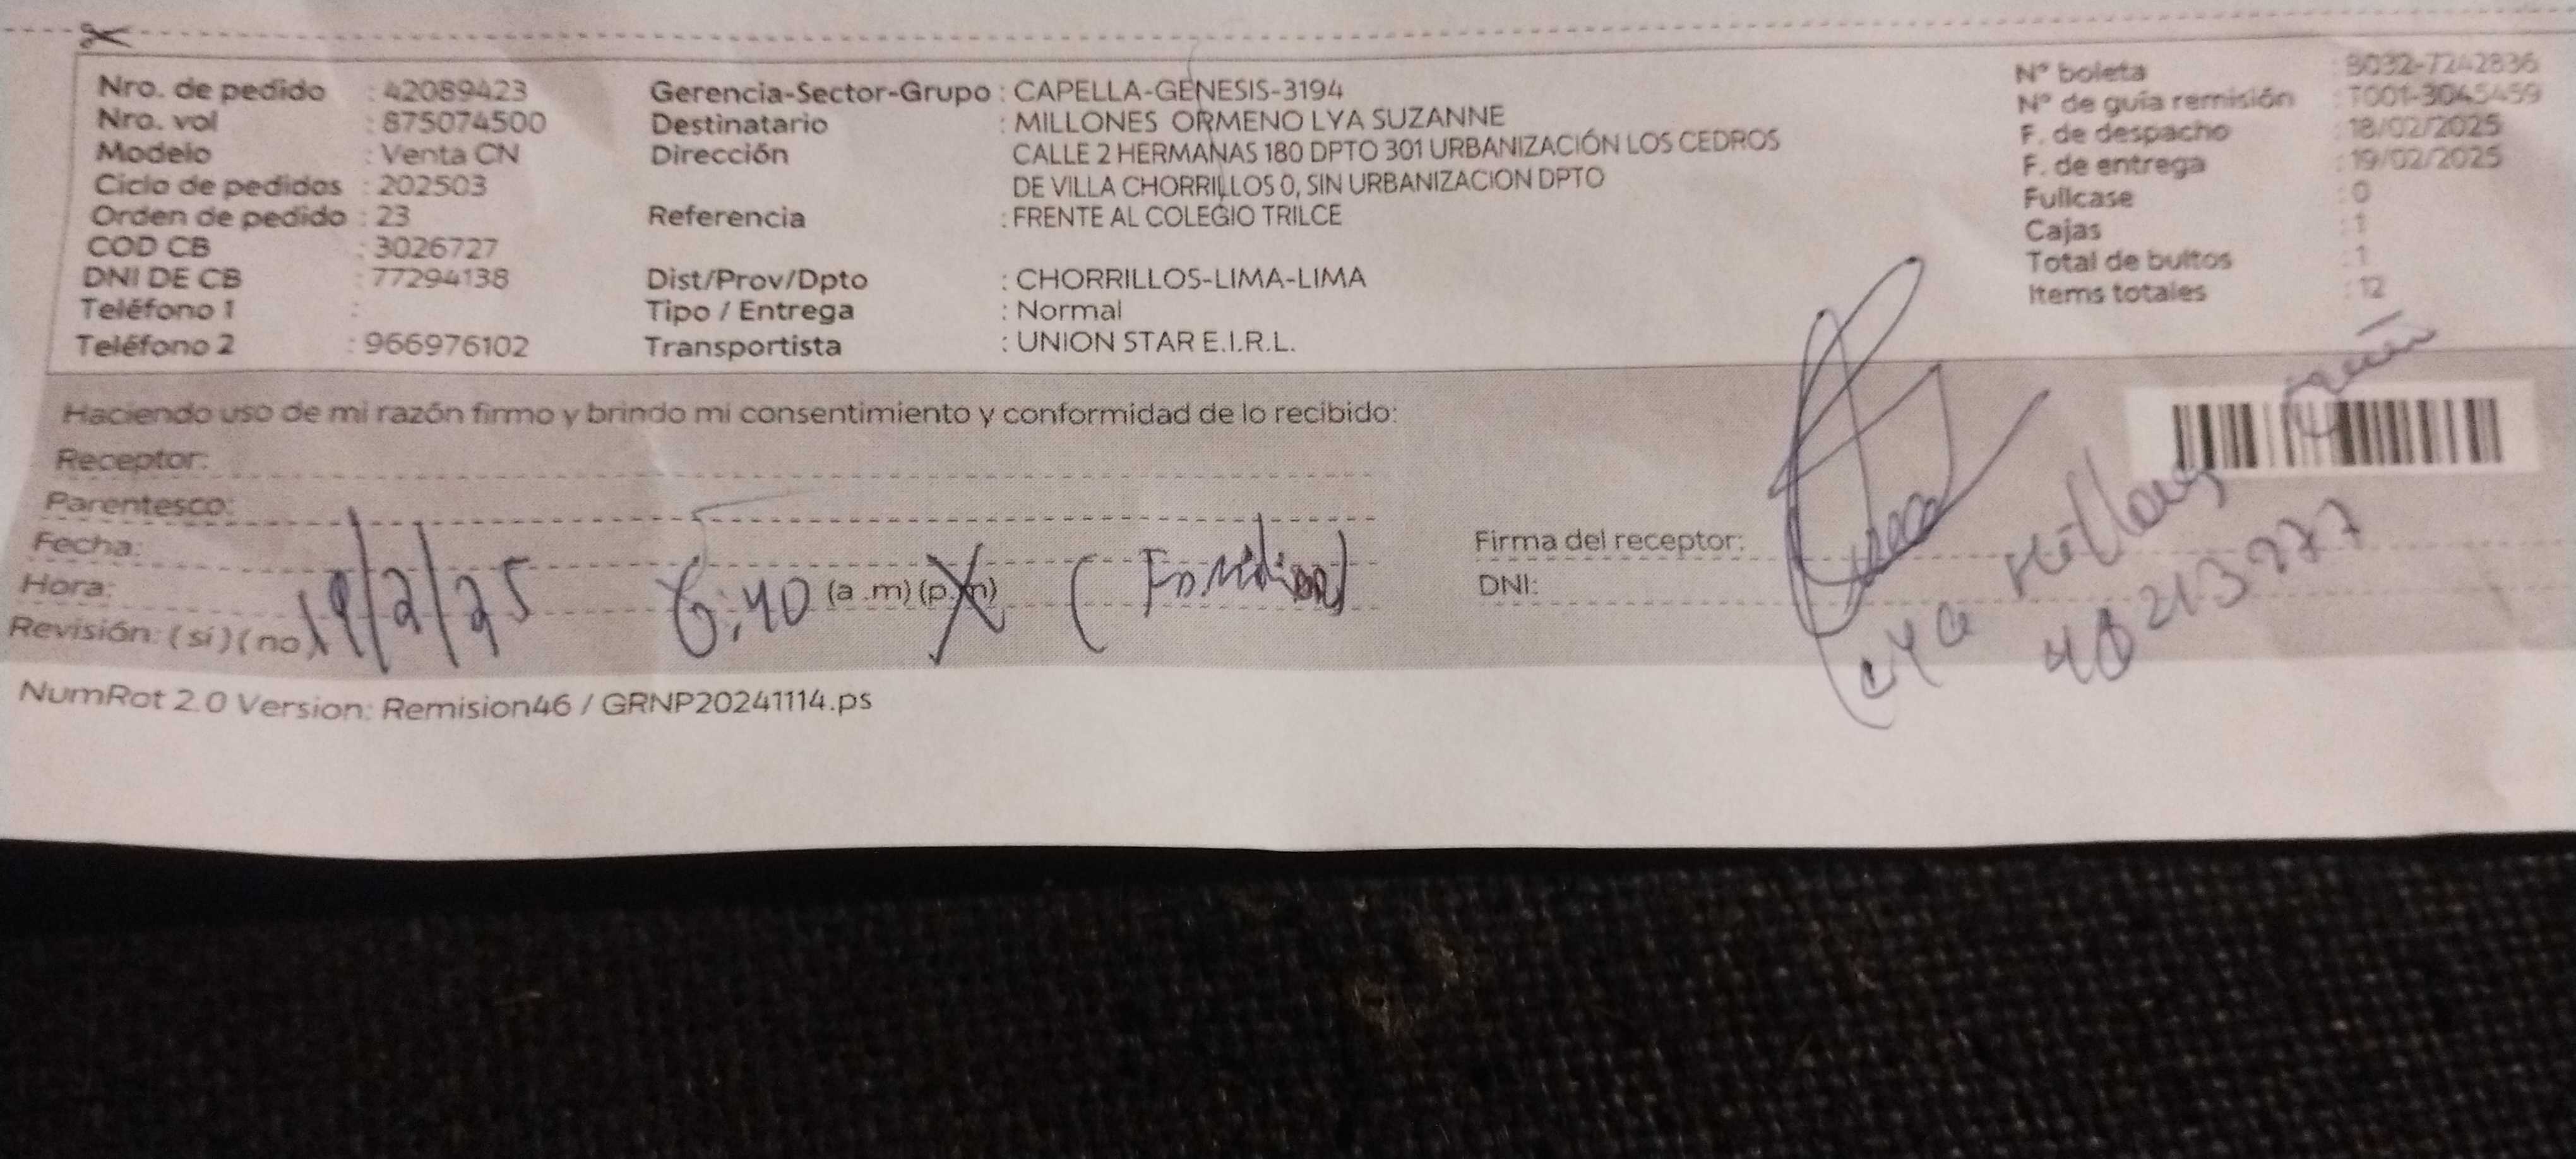 Nro. de pedido : 42089423
Nro. vol : 875074500
Modelo : Venta CN
Ciclo de pedidos : 202503
Orden de pedido : 23
COD CB : 3026727
DNI DE CB : 77294138
Teléfono 1 :
Teléfono 2 : 966976102
Gerencia-Sector-Grupo : CAPELLA-GENESIS-3194
Destinatario : MILLONES ORMENO LYA SUZANNE
Dirección CALLE 2 HERMANAS 180 DPTO 301 URBANIZACIÓN LOS CEDROS
DE VILLA CHORRILLOS 0, SIN URBANIZACION DPTO
Referencia : FRENTE AL COLEGIO TRILCE
Dist/Prov/Dpto : CHORRILLOS-LIMA-LIMA
Tipo / Entrega : Normal
Transportista : UNION STAR E.I.R.L.
N° boleta : B032-7242836
N° de guía remisión : T001-3045459
F. de despacho : 18/02/2025
F. de entrega : 19/02/2025
Fullcase : 0
Cajas : 1
Total de bultos : 1
Items totales : 12
Haciendo uso de mi razón firmo y brindo mi consentimiento y conformidad de lo recibido:
Receptor:
Parentesco:
Fecha:
Hora:
19/2/25 6:40 (a .m) (p.m)
Revisión: ( sí ) ( no )
Firma del receptor:
DNI:
Lya
NumRot 2.0 Version: Remision46 / GRNP20241114.ps